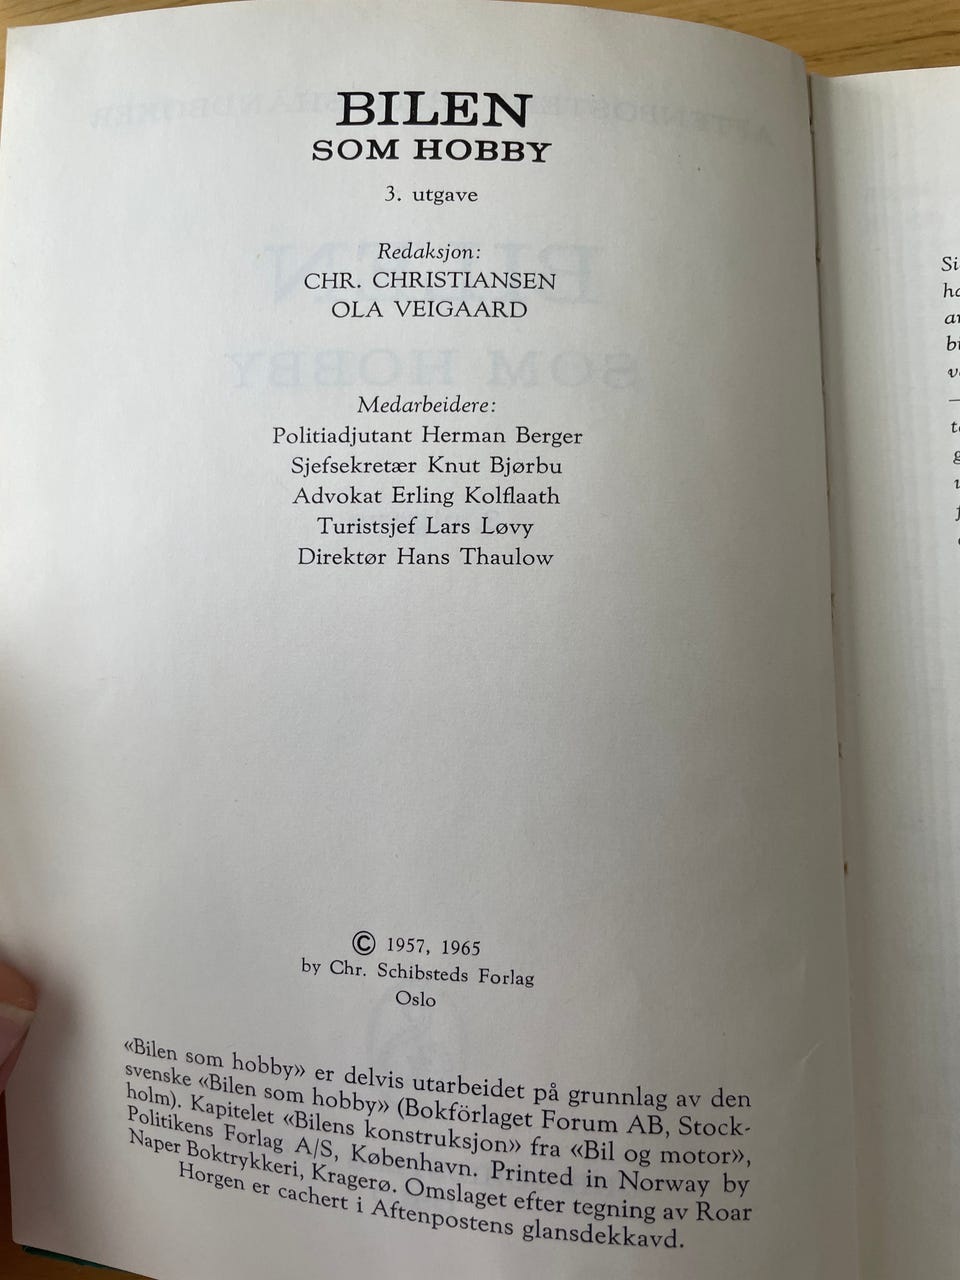 BILEN
SOM HOBBY
3. utgave
Redaksjon:
CHR. CHRISTIANSEN
OLA VEIGAARD
Medarbeidere:
Politiadjutant Herman Berger
Sjefsekretær Knut Bjørbu
Advokat Erling Kolflaath
Turistsjef Lars Løvy
Direktør Hans Thaulow
© 1957, 1965
by Chr. Schibsteds Forlag
Oslo
«Bilen som hobby» er delvis utarbeidet på grunnlag av den
svenske «Bilen som hobby» (Bokförlaget Forum AB, Stock-
holm). Kapitelet «Bilens konstruksjon» fra «Bil og motor»,
Politikens Forlag A/S, København. Printed in Norway by
Naper Boktrykkeri, Kragerø. Omslaget efter tegning av Roar
Horgen er cachert i Aftenpostens glansdekkavd.